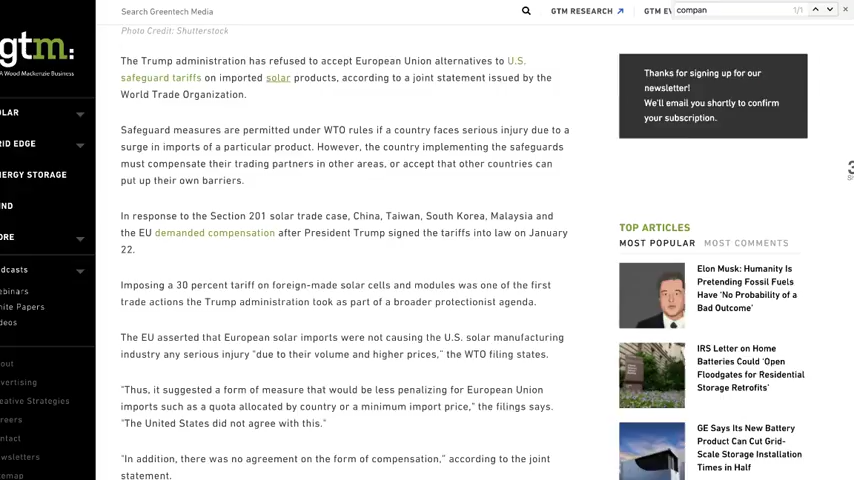 Search Greentech Media
GTM RESEARCH
GTM EV
compan
1/1
gtm:
A Wood Mackenzie Business
OLAR
RID EDGE
NERGY STORAGE
ND
ORE
dcasts
ebinars
hite Papers
deos
out
vertising
eative Strategies
reers
ntact
wsletters
temap
Photo Credit: Shutterstock
The Trump administration has refused to accept European Union alternatives to U.S.
safeguard tariffs on imported solar products, according to a joint statement issued by the
World Trade Organization.
Safeguard measures are permitted under WTO rules if a country faces serious injury due to a
surge in imports of a particular product. However, the country implementing the safeguards
must compensate their trading partners in other areas, or accept that other countries can
put up their own barriers.
In response to the Section 201 solar trade case, China, Taiwan, South Korea, Malaysia and
the EU demanded compensation after President Trump signed the tariffs into law on January
22.
Imposing a 30 percent tariff on foreign-made solar cells and modules was one of the first
trade actions the Trump administration took as part of a broader protectionist agenda.
The EU asserted that European solar imports were not causing the U.S. solar manufacturing
industry any serious injury "due to their volume and higher prices," the WTO filing states.
"Thus, it suggested a form of measure that would be less penalizing for European Union
imports such as a quota allocated by country or a minimum import price," the filings says.
"The United States did not agree with this."
"In addition, there was no agreement on the form of compensation," according to the joint
statement.
Thanks for signing up for our
newsletter!
We'll email you shortly to confirm
your subscription.
TOP ARTICLES
MOST POPULAR MOST COMMENTS
Elon Musk: Humanity Is
Pretending Fossil Fuels
Have 'No Probability of a
Bad Outcome'
IRS Letter on Home
Batteries Could 'Open
Floodgates for Residential
Storage Retrofits'
GE Says Its New Battery
Product Can Cut Grid-
Scale Storage Installation
Times in Half